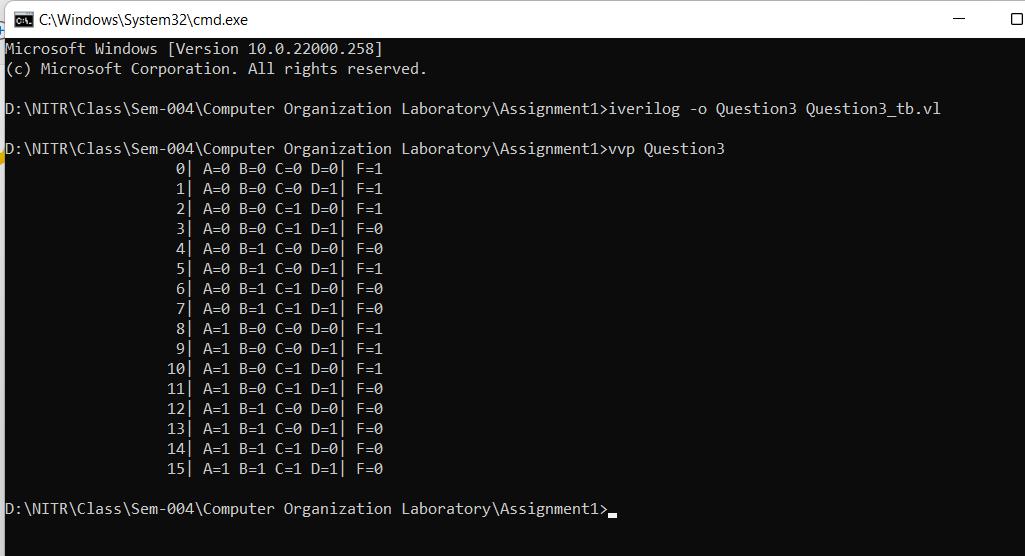 C:\Windows\System32\cmd.exe
Microsoft Windows [Version 10.0.22000.258]
(c) Microsoft Corporation. All rights reserved.
D:\NITR\Class\Sem-004\Computer Organization Laboratory\Assignment1>iverilog -o Question3 Question3_tb.vl
D:\NITR\Class\Sem-004\Computer Organization Laboratory\Assignment1>vvp Question3
0| A=0 B=0 C=0 D=0| F=1
1| A=0 B=0 C=0 D=1| F=1
2| A=0 B=0 C=1 D=0| F=1
3| A=0 B=0 C=1 D=1| F=0
4| A=0 B=1 C=0 D=0| F=0
5| A=0 B=1 C=0 D=1| F=1
6| A=0 B=1 C=1 D=0| F=0
7| A=0 B=1 C=1 D=1| F=0
8| A=1 B=0 C=0 D=0| F=1
9| A=1 B=0 C=0 D=1| F=1
10| A=1 B=0 C=1 D=0| F=1
11| A=1 B=0 C=1 D=1| F=0
12| A=1 B=1 C=0 D=0| F=0
13| A=1 B=1 C=0 D=1| F=0
14| A=1 B=1 C=1 D=0| F=0
15| A=1 B=1 C=1 D=1| F=0
D:\NITR\Class\Sem-004\Computer Organization Laboratory\Assignment1>